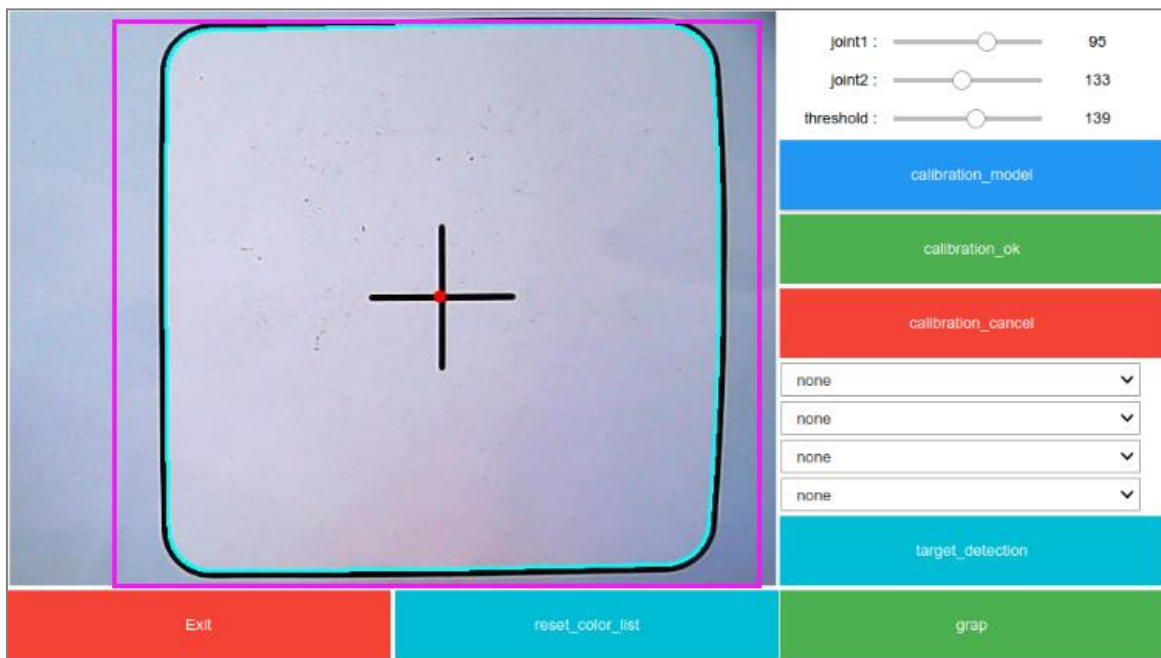 joint1 : 95
joint2 : 133
threshold : 139
calibration_model
calibration_ok
calibration_cancel
none
none
none
none
target_detection
Exit reset_color_list grap